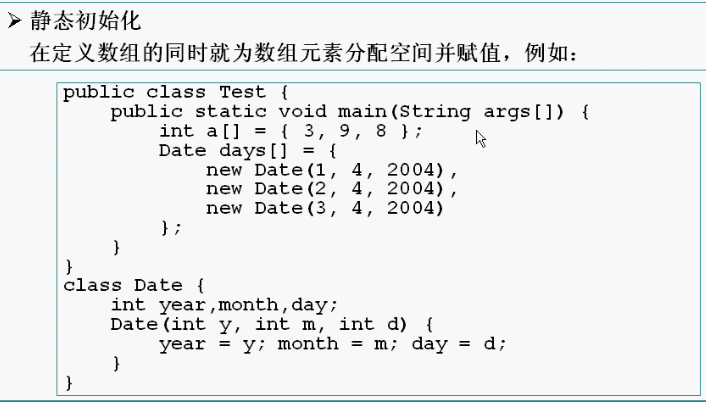 ➢ 静态初始化
在定义数组的同时就为数组元素分配空间并赋值，例如：
public class Test {
    public static void main(String args[]) {
        int a[] = { 3, 9, 8 };
        Date days[] = {
            new Date(1, 4, 2004),
            new Date(2, 4, 2004),
            new Date(3, 4, 2004)
        };
    }
}
class Date {
    int year,month,day;
    Date(int y, int m, int d) {
        year = y; month = m; day = d;
    }
}